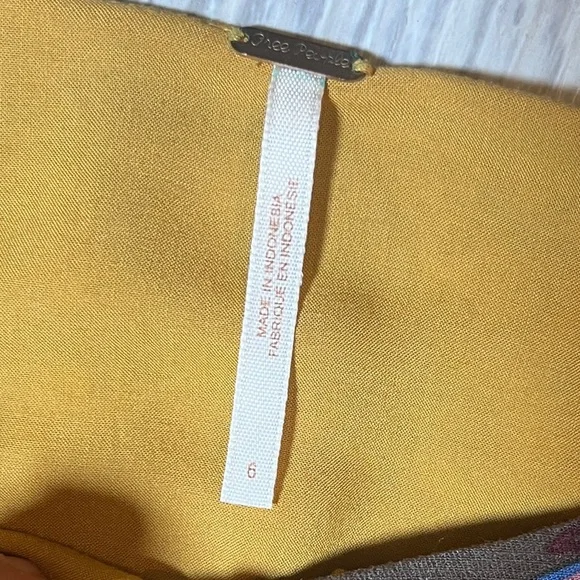 Free People
MADE IN INDONESIA
FABRIQUE EN INDONESIE
6